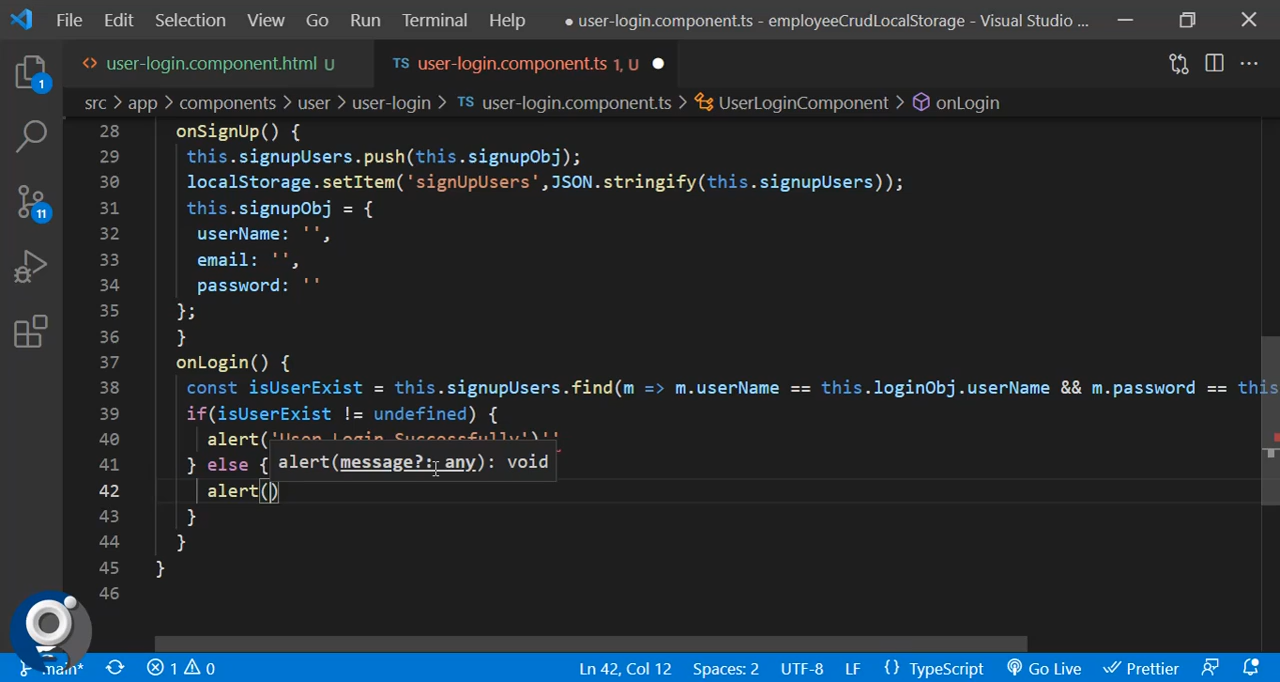 File Edit Selection View Go Run Terminal Help ● user-login.component.ts - employeeCrudLocalStorage - Visual Studio ...
1 <> user-login.component.html U TS user-login.component.ts 1, U ●
src > app > components > user > user-login > TS user-login.component.ts > UserLoginComponent > onLogin
28 onSignUp() {
29 this.signupUsers.push(this.signupObj);
30 localStorage.setItem('signUpUsers',JSON.stringify(this.signupUsers));
31 this.signupObj = {
32 userName: '',
33 email: '',
34 password: ''
35 };
36 }
37 onLogin() {
38 const isUserExist = this.signupUsers.find(m => m.userName == this.loginObj.userName && m.password == this
39 if(isUserExist != undefined) {
40 alert('User Login Successfully')''
41 } else {
alert(message?: any): void
42 alert()
43 }
44 }
45 }
46
11
main* 1 0 Ln 42, Col 12 Spaces: 2 UTF-8 LF {} TypeScript Go Live Prettier